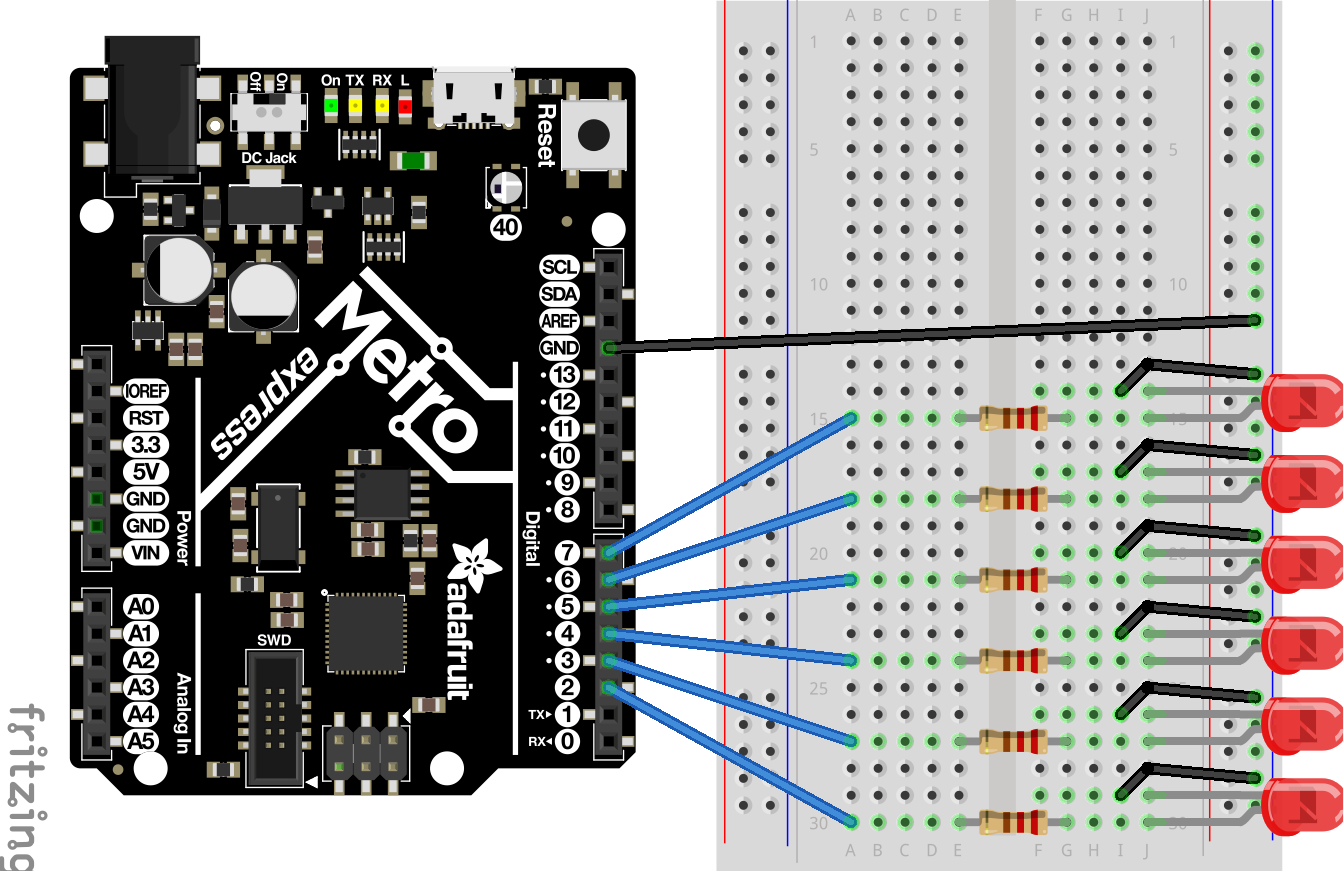 A B C D E F G H I J
1 1
5 5
10 10
15 15
20 20
25 25
30 30
A B C D E F G H I J
Off On
DC Jack
On TX RX L
Reset
40
SCL
SDA
AREF
GND
13
12
11
10
9
8
7
6
5
4
3
2
TX▸ 1
RX◂ 0
Digital
Metro
express
IOREF
RST
3.3
5V
GND
GND
VIN
Power
A0
A1
A2
A3
A4
A5
Analog In
SWD
adafruit
fritzing